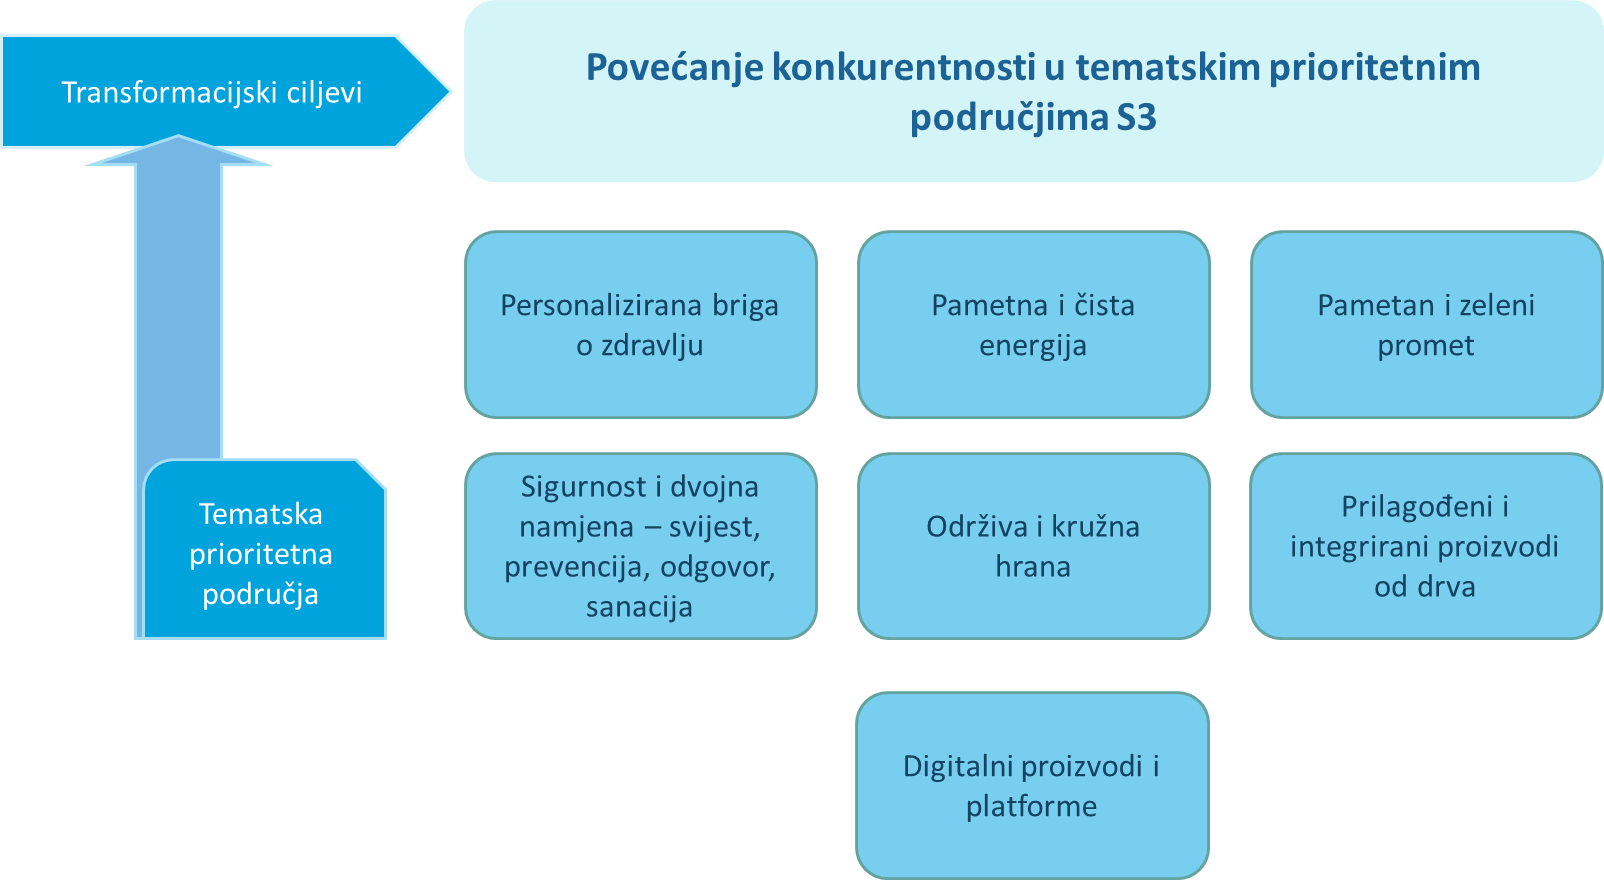 Transformacijski ciljevi
Povećanje konkurentnosti u tematskim prioritetnim
područjima S3
Personalizirana briga
o zdravlju
Pametna i čista
energija
Pametan i zeleni
promet
Tematska
prioritetna
područja
Sigurnost i dvojna
namjena – svijest,
prevencija, odgovor,
sanacija
Održiva i kružna
hrana
Prilagođeni i
integrirani proizvodi
od drva
Digitalni proizvodi i
platforme